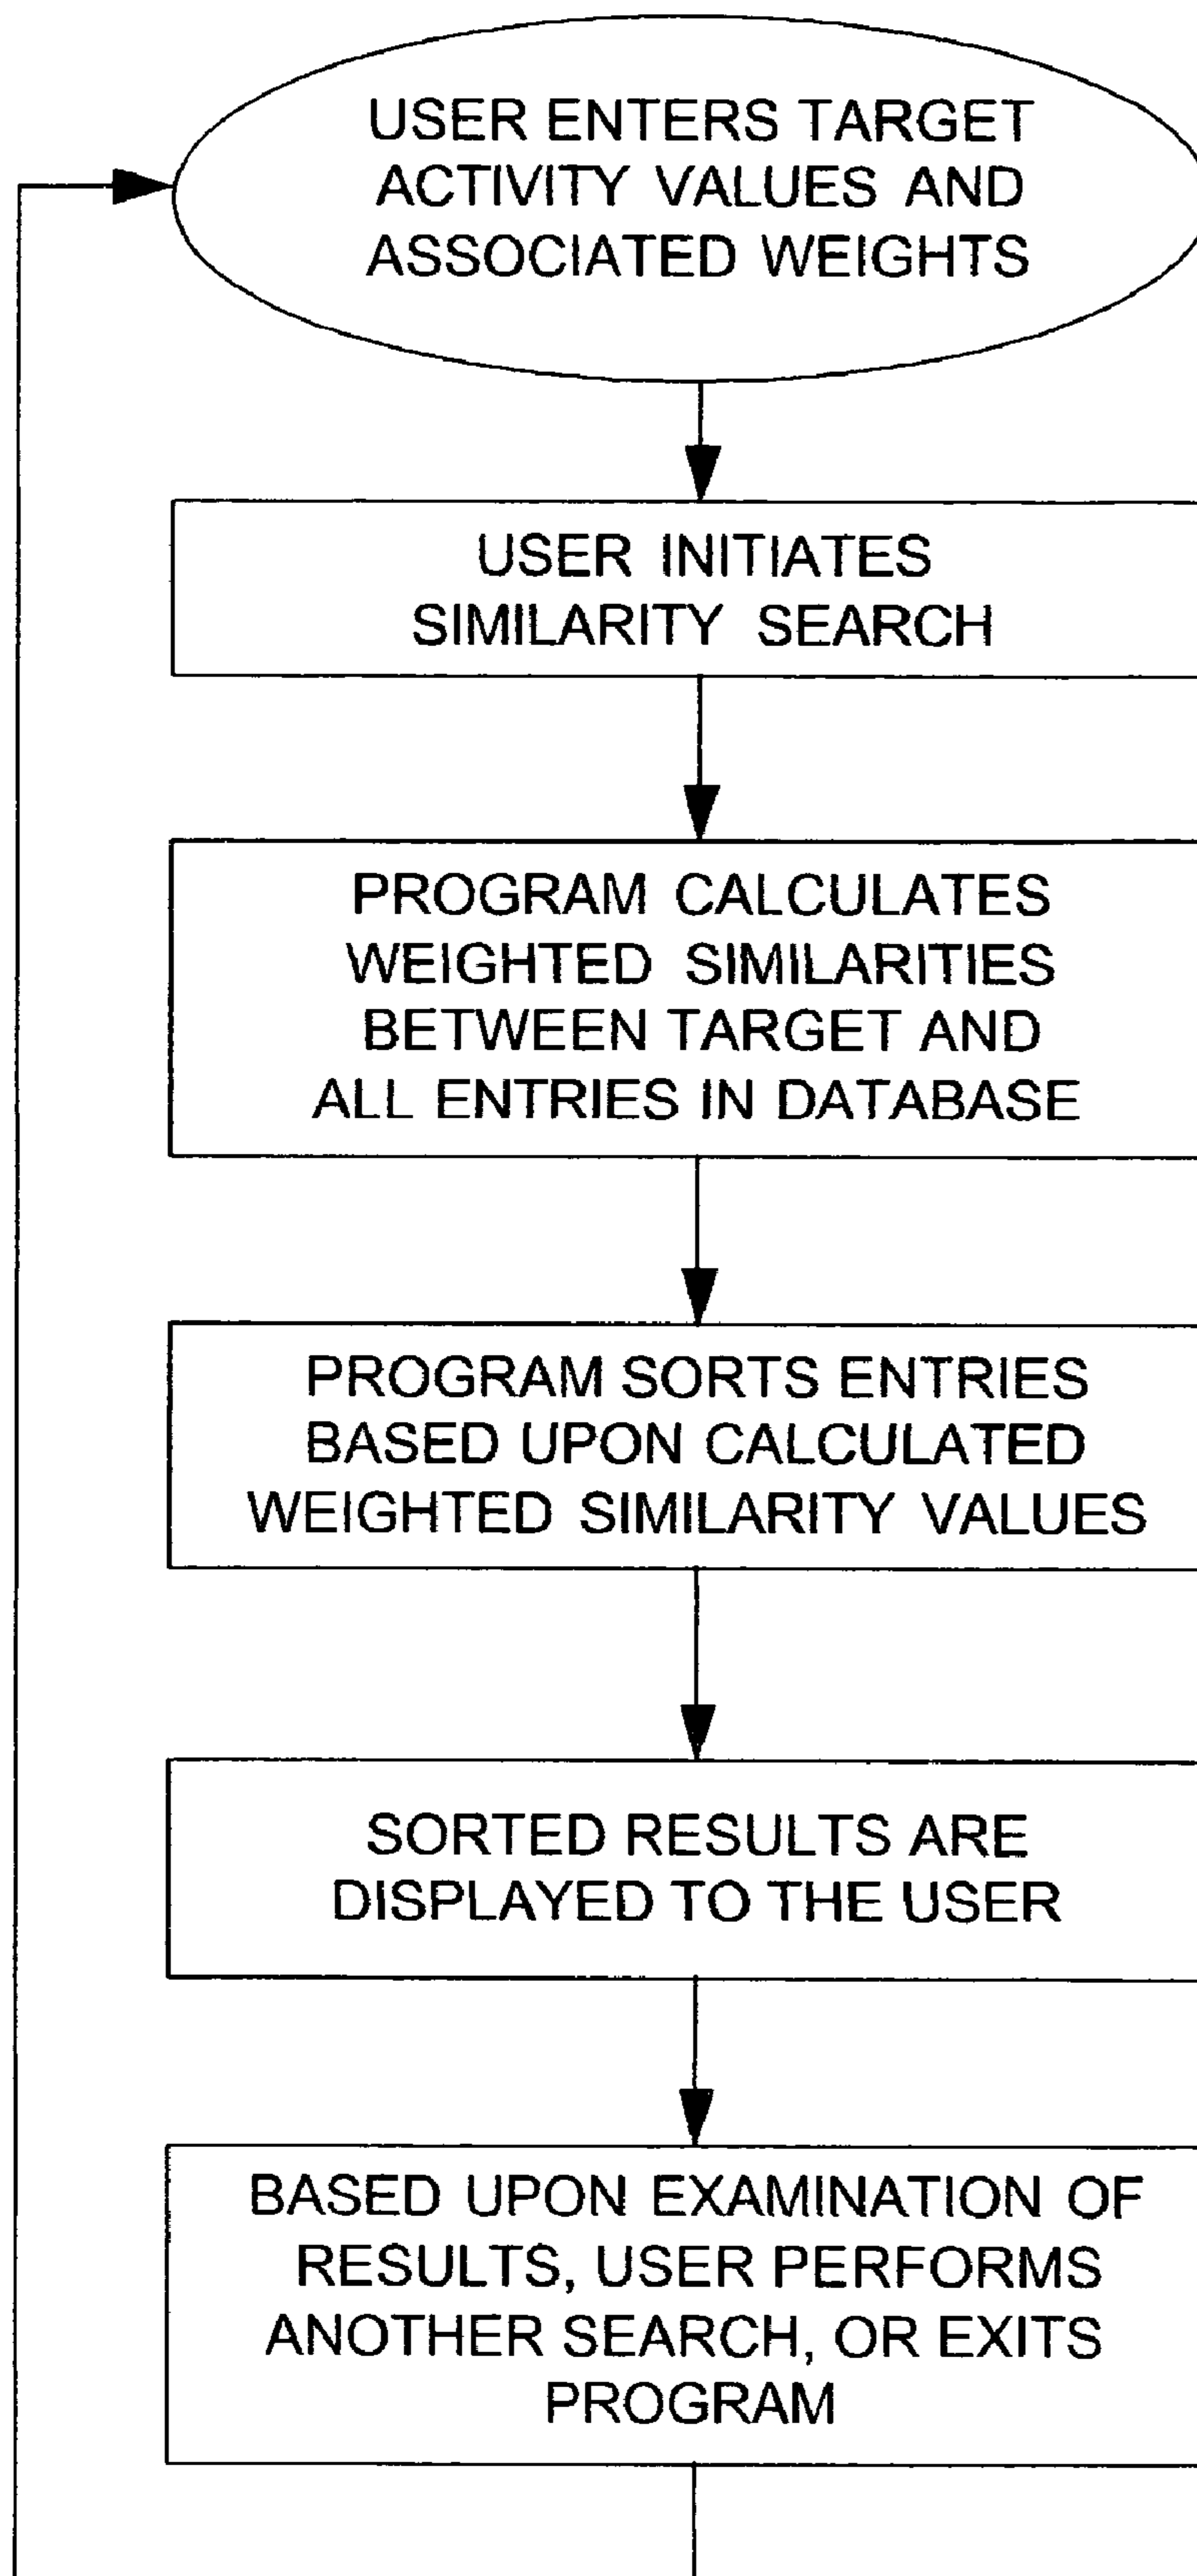 USER ENTERS TARGET
ACTIVITY VALUES AND
ASSOCIATED WEIGHTS
USER INITIATES
SIMILARITY SEARCH
PROGRAM CALCULATES
WEIGHTED SIMILARITIES
BETWEEN TARGET AND
ALL ENTRIES IN DATABASE
PROGRAM SORTS ENTRIES
BASED UPON CALCULATED
WEIGHTED SIMILARITY VALUES
SORTED RESULTS ARE
DISPLAYED TO THE USER
BASED UPON EXAMINATION OF
RESULTS, USER PERFORMS
ANOTHER SEARCH, OR EXITS
PROGRAM